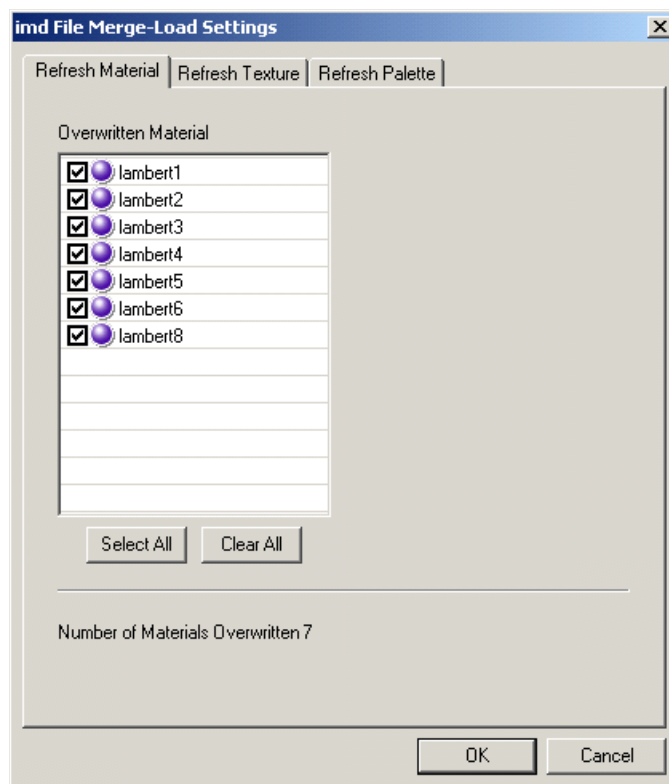 imd File Merge-Load Settings
Refresh Material Refresh Texture Refresh Palette
Overwritten Material
lambert1
lambert2
lambert3
lambert4
lambert5
lambert6
lambert8
Select All Clear All
Number of Materials Overwritten 7
OK Cancel